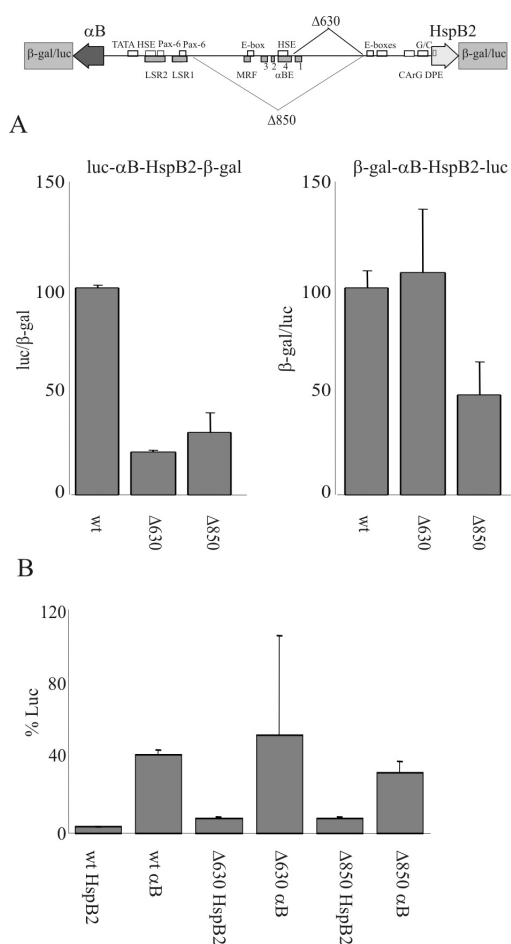 Δ630
αB HspB2
TATA HSE Pax-6 Pax-6 E-box HSE E-boxes G/C
β-gal/luc β-gal/luc
LSR2 LSR1 MRF 3 2 αBE 4 1 CArG DPE
Δ850
A
luc-αB-HspB2-β-gal β-gal-αB-HspB2-luc
150 150
100 100
luc/β-gal β-gal/luc
50 50
0 0
wt Δ630 Δ850 wt Δ630 Δ850
B
120
80
% Luc
40
0
wt HspB2 wt αB Δ630 HspB2 Δ630 αB Δ850 HspB2 Δ850 αB